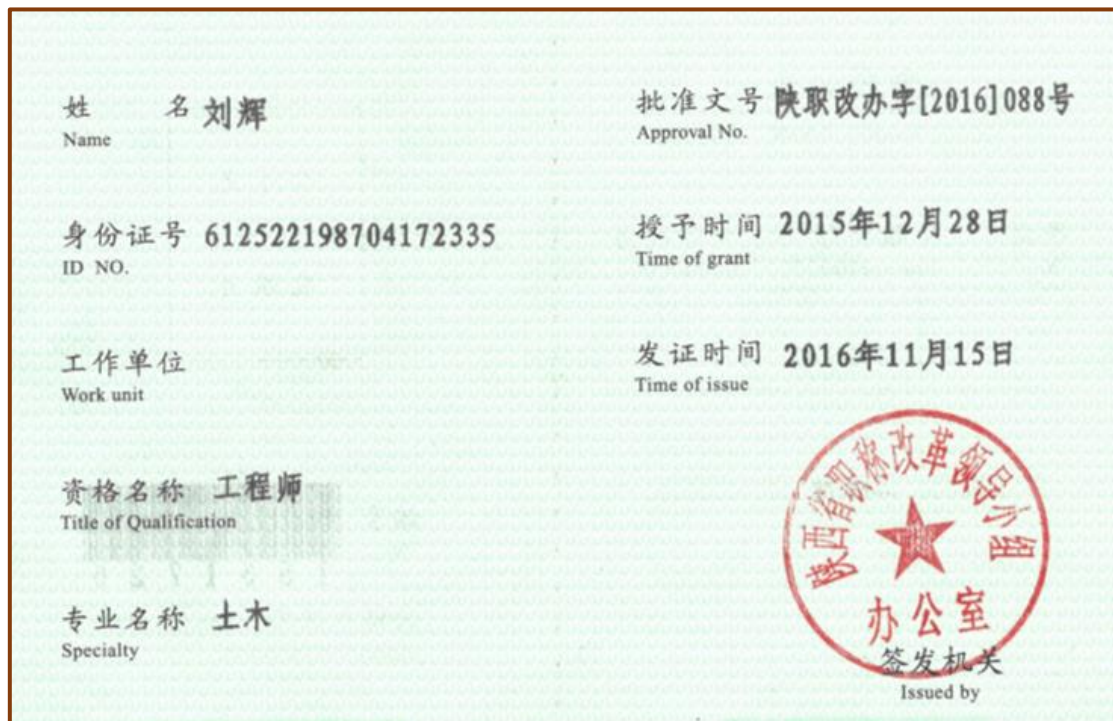 姓 名 刘辉
Name
身份证号 612522198704172335
ID NO.
工作单位
Work unit
资格名称 工程师
Title of Qualification
专业名称 土木
Specialty
批准文号 陕职改办字[2016]088号
Approval No.
授予时间 2015年12月28日
Time of grant
发证时间 2016年11月15日
Time of issue
陕西省职称改革领导小组
办公室
签发机关
Issued by